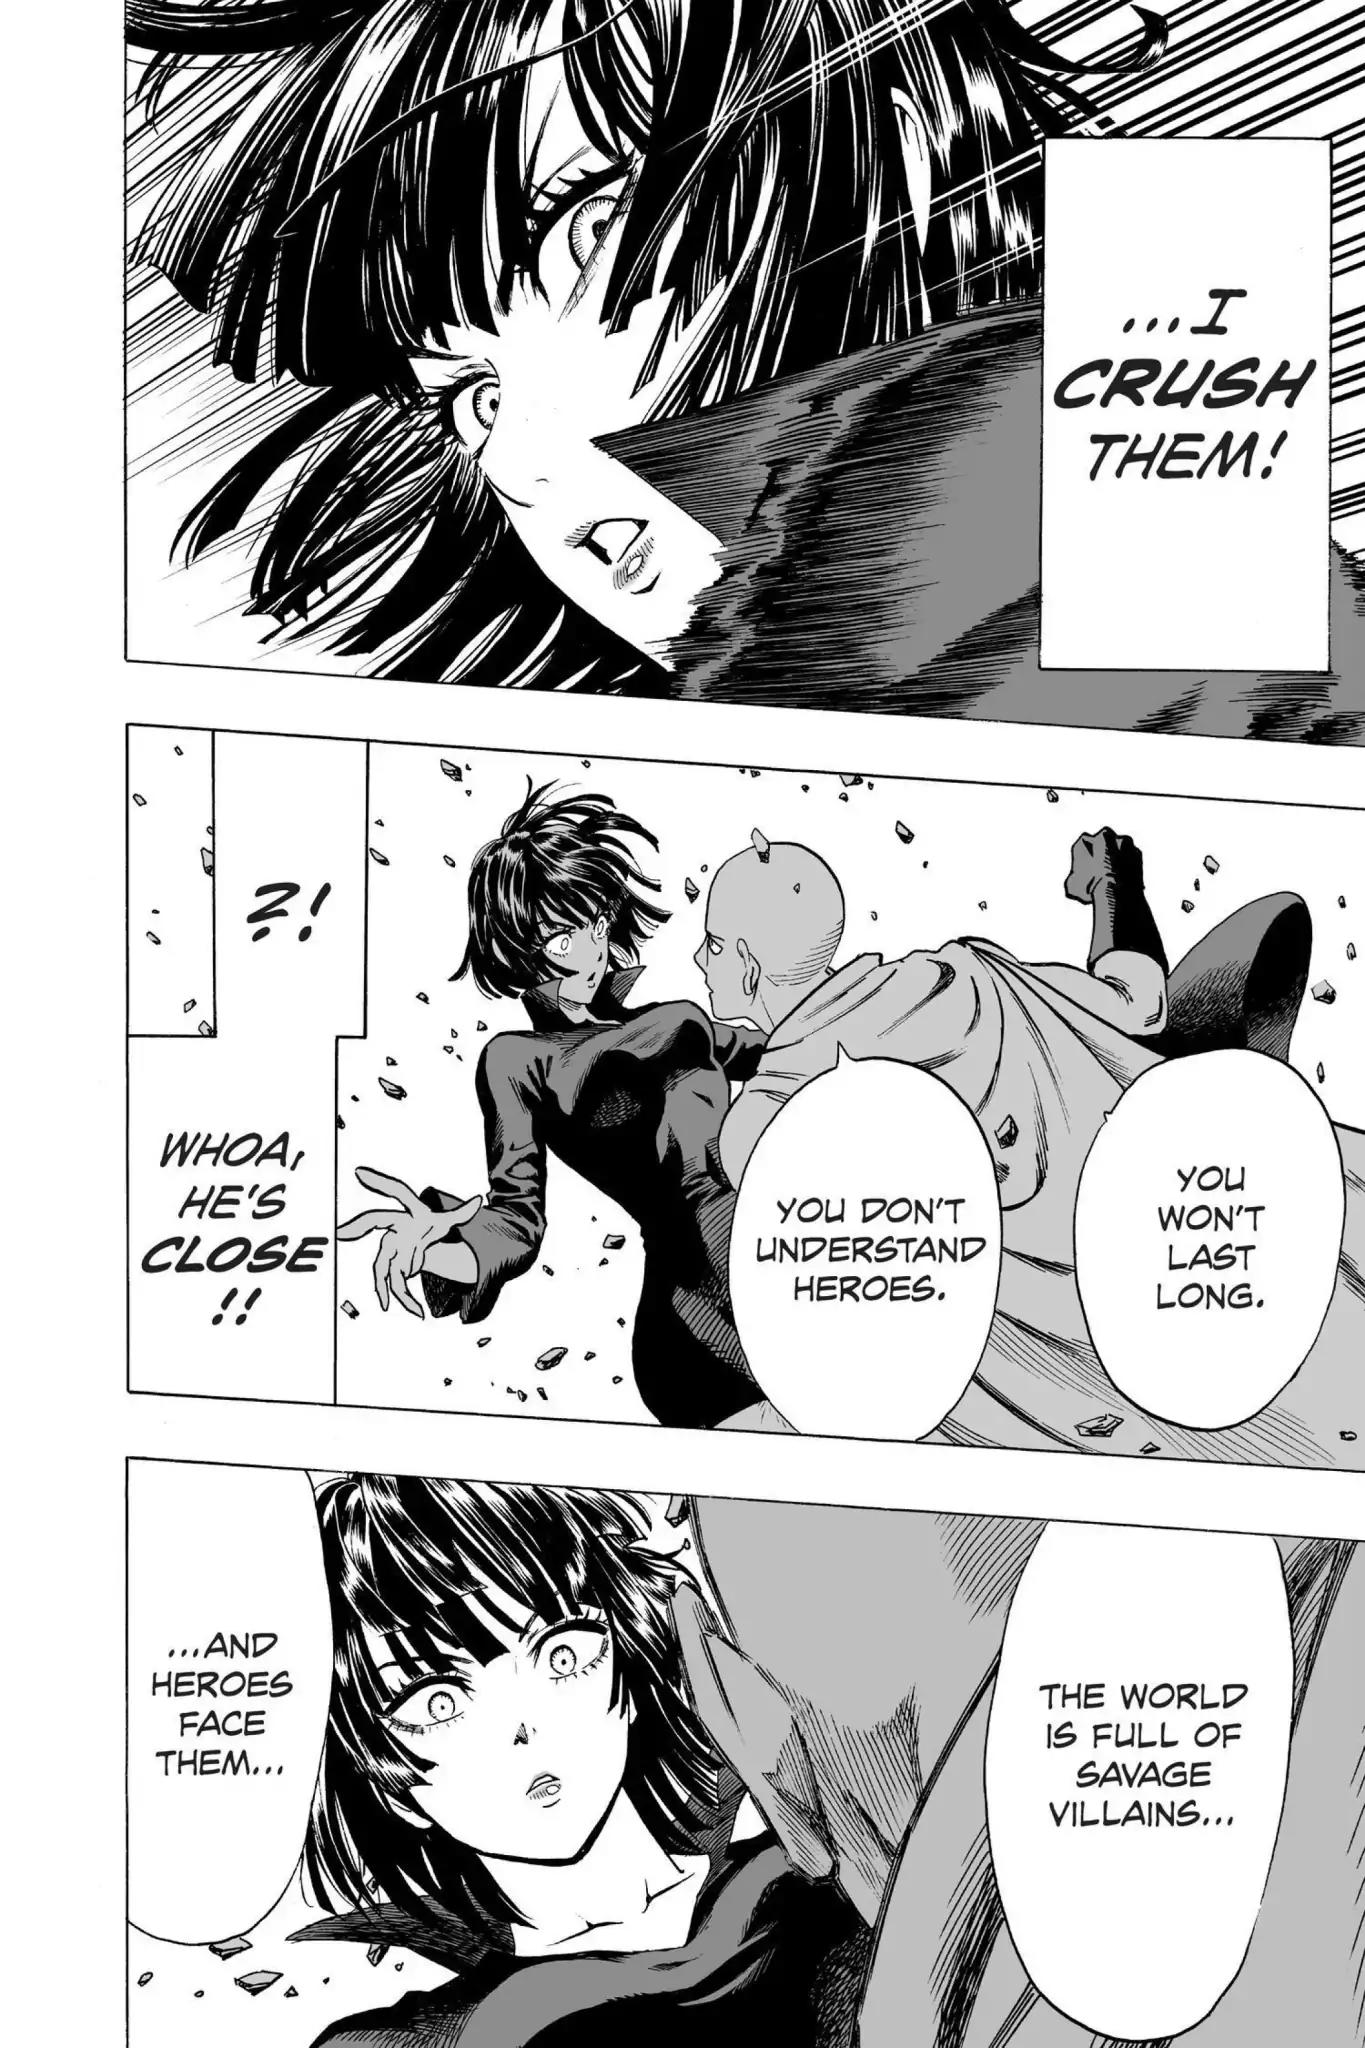 ...I
CRUSH
THEM!
YOU
WON'T
LAST
LONG.
YOU DON'T
UNDERSTAND
HEROES.
?!
WHOA,
HE'S
CLOSE
!!
THE WORLD
IS FULL OF
SAVAGE
VILLAINS...
...AND
HEROES
FACE
THEM...